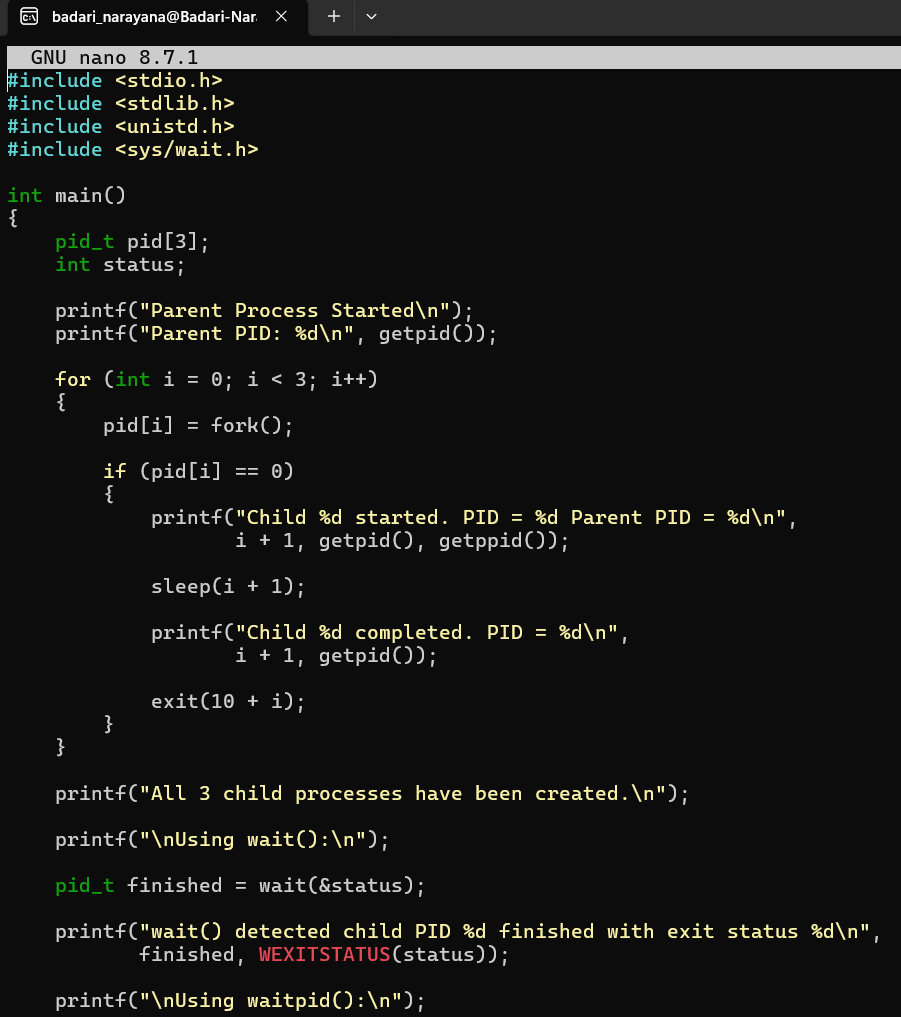 badari_narayana@Badari-Nar
GNU nano 8.7.1
#include <stdio.h>
#include <stdlib.h>
#include <unistd.h>
#include <sys/wait.h>

int main()
{
    pid_t pid[3];
    int status;

    printf("Parent Process Started\n");
    printf("Parent PID: %d\n", getpid());

    for (int i = 0; i < 3; i++)
    {
        pid[i] = fork();

        if (pid[i] == 0)
        {
            printf("Child %d started. PID = %d Parent PID = %d\n",
                   i + 1, getpid(), getppid());

            sleep(i + 1);

            printf("Child %d completed. PID = %d\n",
                   i + 1, getpid());

            exit(10 + i);
        }
    }

    printf("All 3 child processes have been created.\n");

    printf("\nUsing wait():\n");

    pid_t finished = wait(&status);

    printf("wait() detected child PID %d finished with exit status %d\n",
           finished, WEXITSTATUS(status));

    printf("\nUsing waitpid():\n");